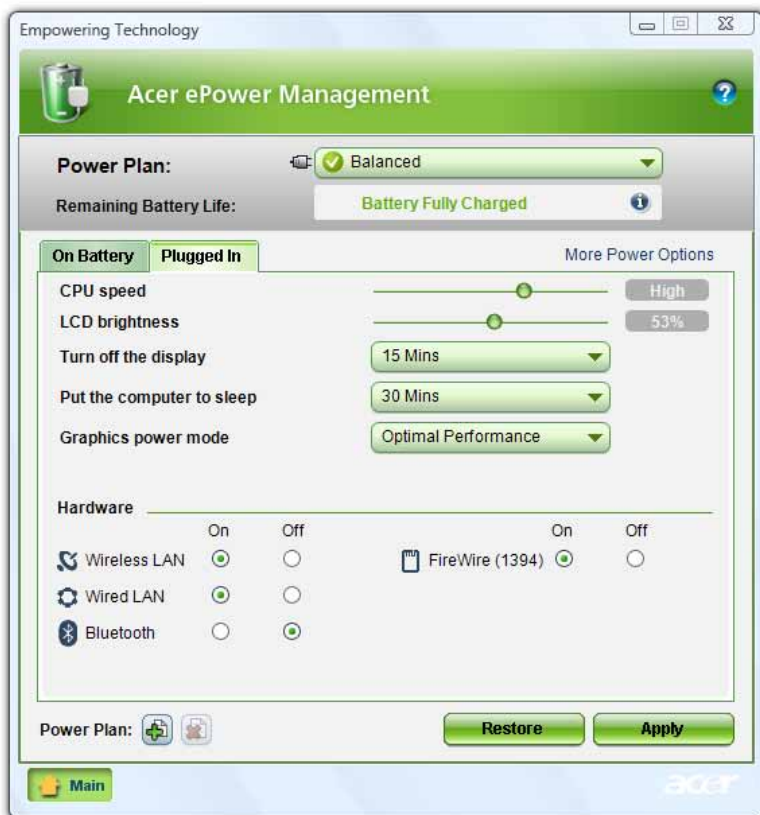 Empowering Technology
Acer ePower Management
Power Plan: Balanced
Remaining Battery Life: Battery Fully Charged
On Battery Plugged In More Power Options
CPU speed High
LCD brightness 53%
Turn off the display 15 Mins
Put the computer to sleep 30 Mins
Graphics power mode Optimal Performance
Hardware
On Off On Off
Wireless LAN FireWire (1394)
Wired LAN
Bluetooth
Power Plan: Restore Apply
Main acer